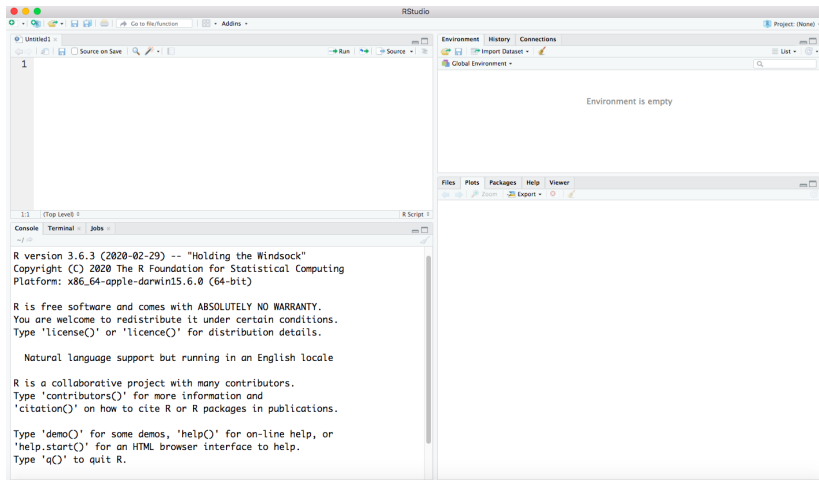 RStudio
Go to file/function
Addins
Project: (None)
Untitled1
Source on Save
Run
Source
1
1:1
(Top Level)
R Script
Console Terminal Jobs
~/
R version 3.6.3 (2020-02-29) -- "Holding the Windsock"
Copyright (C) 2020 The R Foundation for Statistical Computing
Platform: x86_64-apple-darwin15.6.0 (64-bit)
R is free software and comes with ABSOLUTELY NO WARRANTY.
You are welcome to redistribute it under certain conditions.
Type 'license()' or 'licence()' for distribution details.
Natural language support but running in an English locale
R is a collaborative project with many contributors.
Type 'contributors()' for more information and
'citation()' on how to cite R or R packages in publications.
Type 'demo()' for some demos, 'help()' for on-line help, or
'help.start()' for an HTML browser interface to help.
Type 'q()' to quit R.
Environment History Connections
Import Dataset
List
Global Environment
Environment is empty
Files Plots Packages Help Viewer
Zoom Export